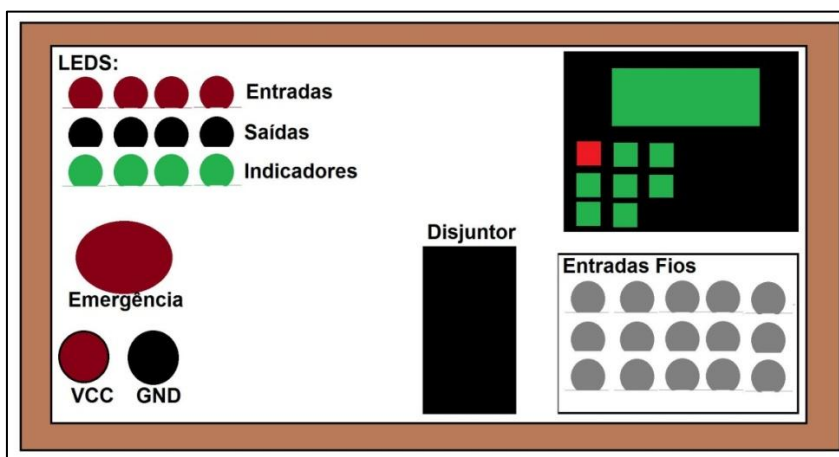 LEDS:
Entradas
Saídas
Indicadores
Emergência
VCC GND
Disjuntor
Entradas Fios